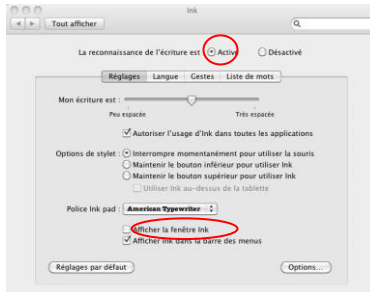 Ink
Tout afficher
La reconnaissance de l'écriture est : Activé Désactivé
Réglages Langue Gestes Liste de mots
Mon écriture est :
Peu espacée Très espacée
Autoriser l'usage d'Ink dans toutes les applications
Options de stylet : Interrompre momentanément pour utiliser la souris
Maintenir le bouton inférieur pour utiliser Ink
Maintenir le bouton supérieur pour utiliser Ink
Utiliser Ink au-dessus de la tablette
Police Ink pad : American Typewriter
Afficher la fenêtre Ink
Afficher Ink dans la barre des menus
Réglages par défaut Options...